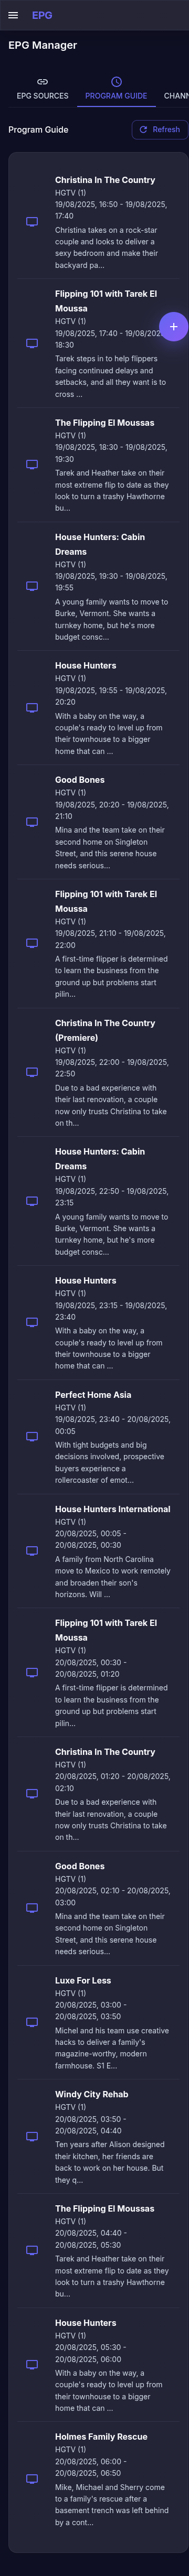 EPG
EPG Manager
EPG SOURCES
PROGRAM GUIDE
CHANN
Program Guide
Refresh
Christina In The Country
HGTV (1)
19/08/2025, 16:50 - 19/08/2025,
17:40
Christina takes on a rock-star
couple and looks to deliver a
sexy bedroom and make their
backyard pa...
Flipping 101 with Tarek El
Moussa
HGTV (1)
19/08/2025, 17:40 - 19/08/202
18:30
Tarek steps in to help flippers
facing continued delays and
setbacks, and all they want is to
cross ...
The Flipping El Moussas
HGTV (1)
19/08/2025, 18:30 - 19/08/2025,
19:30
Tarek and Heather take on their
most extreme flip to date as they
look to turn a trashy Hawthorne
bu...
House Hunters: Cabin
Dreams
HGTV (1)
19/08/2025, 19:30 - 19/08/2025,
19:55
A young family wants to move to
Burke, Vermont. She wants a
turnkey home, but he's more
budget consc...
House Hunters
HGTV (1)
19/08/2025, 19:55 - 19/08/2025,
20:20
With a baby on the way, a
couple's ready to level up from
their townhouse to a bigger
home that can ...
Good Bones
HGTV (1)
19/08/2025, 20:20 - 19/08/2025,
21:10
Mina and the team take on their
second home on Singleton
Street, and this serene house
needs serious...
Flipping 101 with Tarek El
Moussa
HGTV (1)
19/08/2025, 21:10 - 19/08/2025,
22:00
A first-time flipper is determined
to learn the business from the
ground up but problems start
pilin...
Christina In The Country
(Premiere)
HGTV (1)
19/08/2025, 22:00 - 19/08/2025,
22:50
Due to a bad experience with
their last renovation, a couple
now only trusts Christina to take
on th...
House Hunters: Cabin
Dreams
HGTV (1)
19/08/2025, 22:50 - 19/08/2025,
23:15
A young family wants to move to
Burke, Vermont. She wants a
turnkey home, but he's more
budget consc...
House Hunters
HGTV (1)
19/08/2025, 23:15 - 19/08/2025,
23:40
With a baby on the way, a
couple's ready to level up from
their townhouse to a bigger
home that can ...
Perfect Home Asia
HGTV (1)
19/08/2025, 23:40 - 20/08/2025,
00:05
With tight budgets and big
decisions involved, prospective
buyers experience a
rollercoaster of emot...
House Hunters International
HGTV (1)
20/08/2025, 00:05 -
20/08/2025, 00:30
A family from North Carolina
move to Mexico to work remotely
and broaden their son's
horizons. Will ...
Flipping 101 with Tarek El
Moussa
HGTV (1)
20/08/2025, 00:30 -
20/08/2025, 01:20
A first-time flipper is determined
to learn the business from the
ground up but problems start
pilin...
Christina In The Country
HGTV (1)
20/08/2025, 01:20 - 20/08/2025,
02:10
Due to a bad experience with
their last renovation, a couple
now only trusts Christina to take
on th...
Good Bones
HGTV (1)
20/08/2025, 02:10 - 20/08/2025,
03:00
Mina and the team take on their
second home on Singleton
Street, and this serene house
needs serious...
Luxe For Less
HGTV (1)
20/08/2025, 03:00 -
20/08/2025, 03:50
Michel and his team use creative
hacks to deliver a family's
magazine-worthy, modern
farmhouse. S1 E...
Windy City Rehab
HGTV (1)
20/08/2025, 03:50 -
20/08/2025, 04:40
Ten years after Alison designed
their kitchen, her friends are
back to work on her house. But
they q...
The Flipping El Moussas
HGTV (1)
20/08/2025, 04:40 -
20/08/2025, 05:30
Tarek and Heather take on their
most extreme flip to date as they
look to turn a trashy Hawthorne
bu...
House Hunters
HGTV (1)
20/08/2025, 05:30 -
20/08/2025, 06:00
With a baby on the way, a
couple's ready to level up from
their townhouse to a bigger
home that can ...
Holmes Family Rescue
HGTV (1)
20/08/2025, 06:00 -
20/08/2025, 06:50
Mike, Michael and Sherry come
to a family's rescue after a
basement trench was left behind
by a cont...